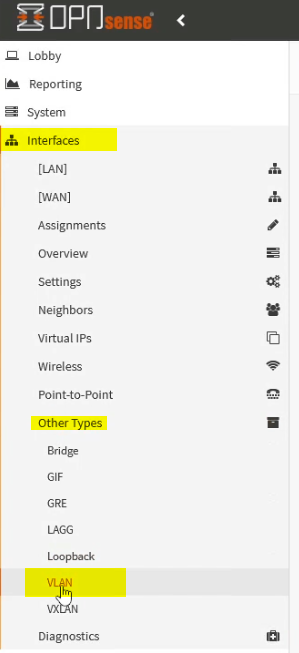 OPNsense®
Lobby
Reporting
System
Interfaces
[LAN]
[WAN]
Assignments
Overview
Settings
Neighbors
Virtual IPs
Wireless
Point-to-Point
Other Types
Bridge
GIF
GRE
LAGG
Loopback
VLAN
VXLAN
Diagnostics